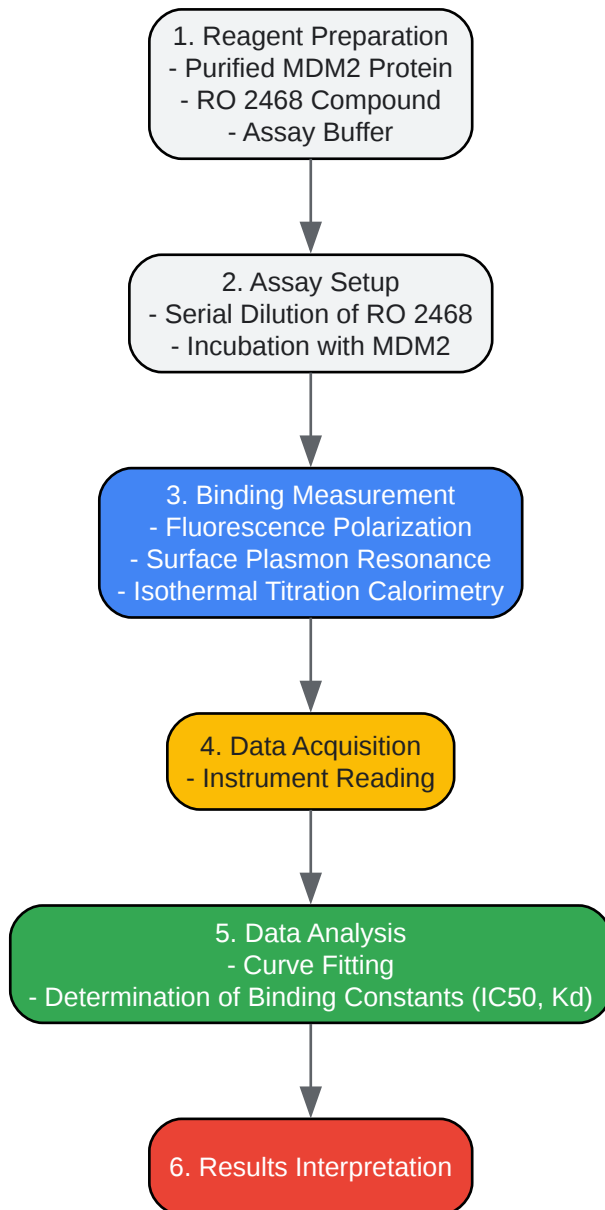 1. Reagent Preparation
- Purified MDM2 Protein
- RO 2468 Compound
- Assay Buffer
2. Assay Setup
- Serial Dilution of RO 2468
- Incubation with MDM2
3. Binding Measurement
- Fluorescence Polarization
- Surface Plasmon Resonance
- Isothermal Titration Calorimetry
4. Data Acquisition
- Instrument Reading
5. Data Analysis
- Curve Fitting
- Determination of Binding Constants (IC50, Kd)
6. Results Interpretation